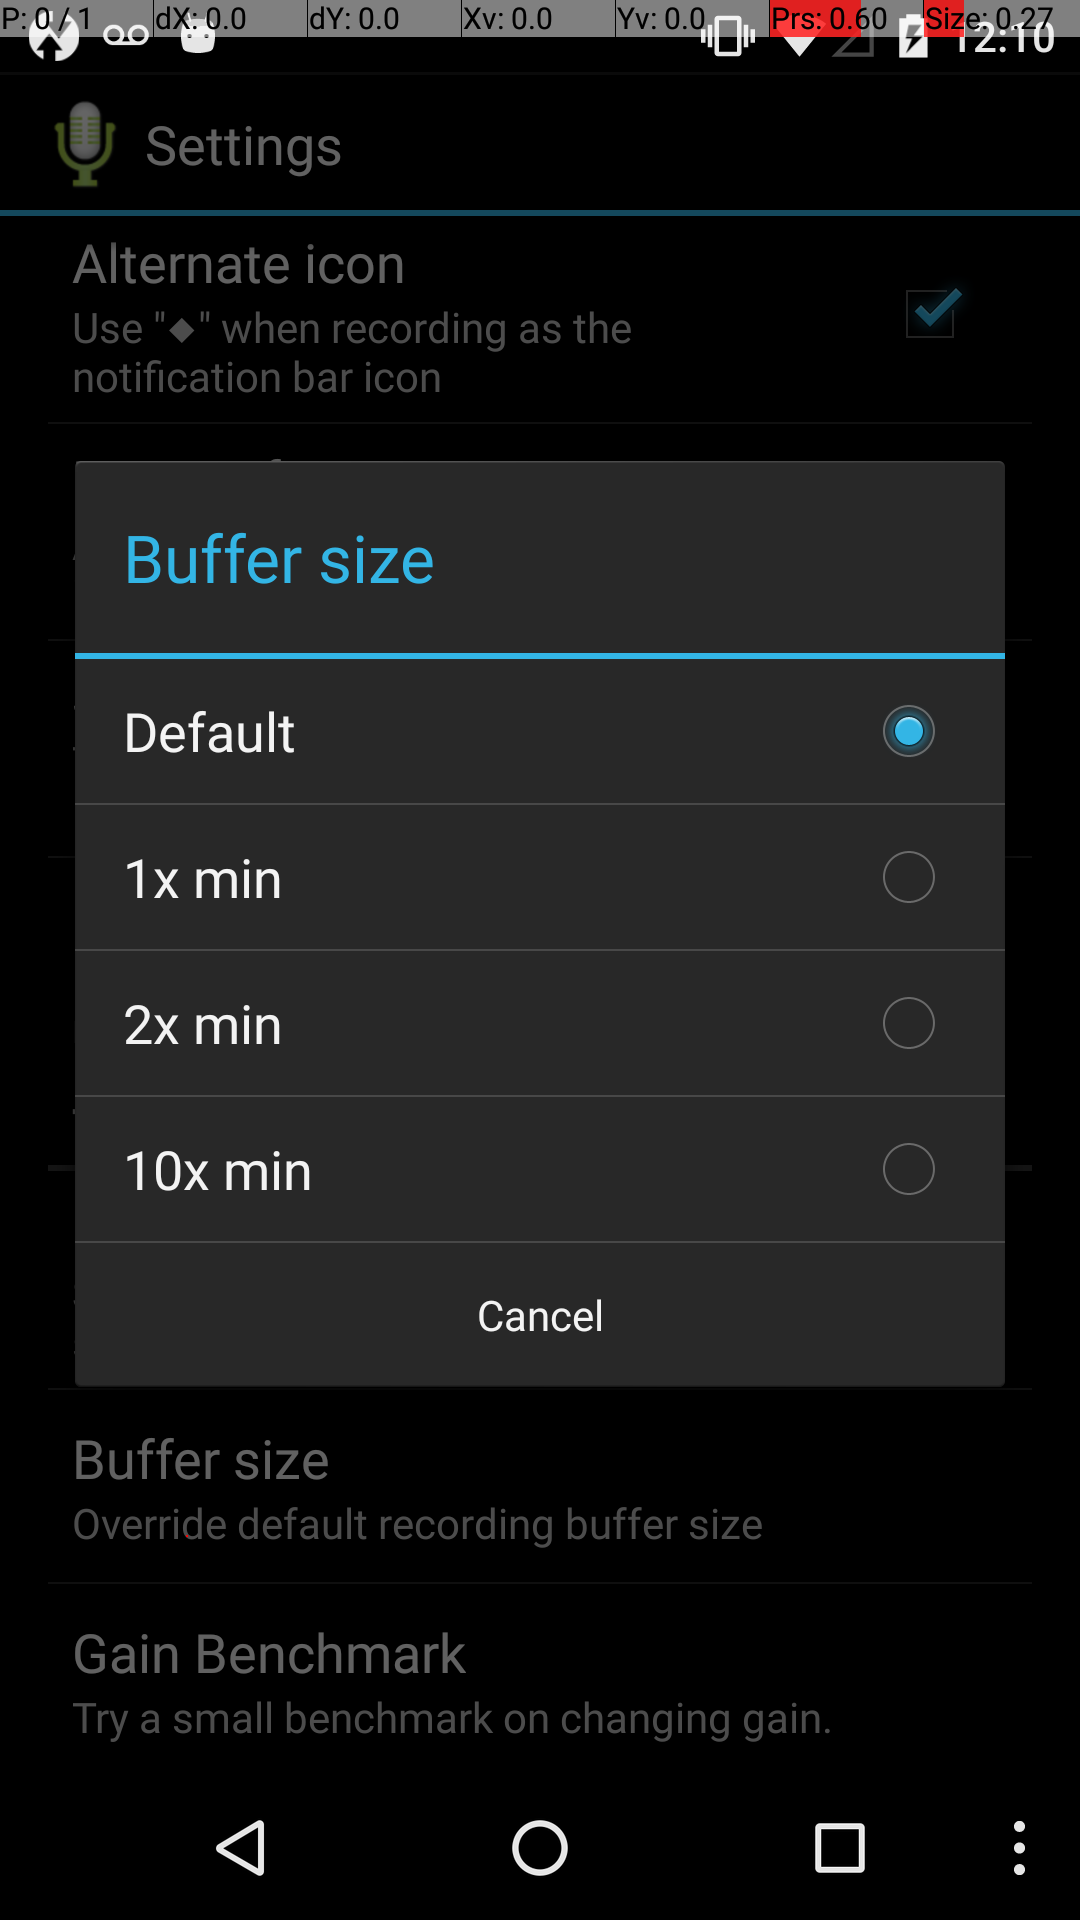 P: 0 / 1 dX: 0.0 dY: 0.0 Xv: 0.0 Yv: 0.0 Prs: 0.60 Size: 0.27
12:10
Settings
Alternate icon
Use "◆" when recording as the
notification bar icon
Buffer size
Default
1x min
2x min
10x min
Cancel
Buffer size
Override default recording buffer size
Gain Benchmark
Try a small benchmark on changing gain.